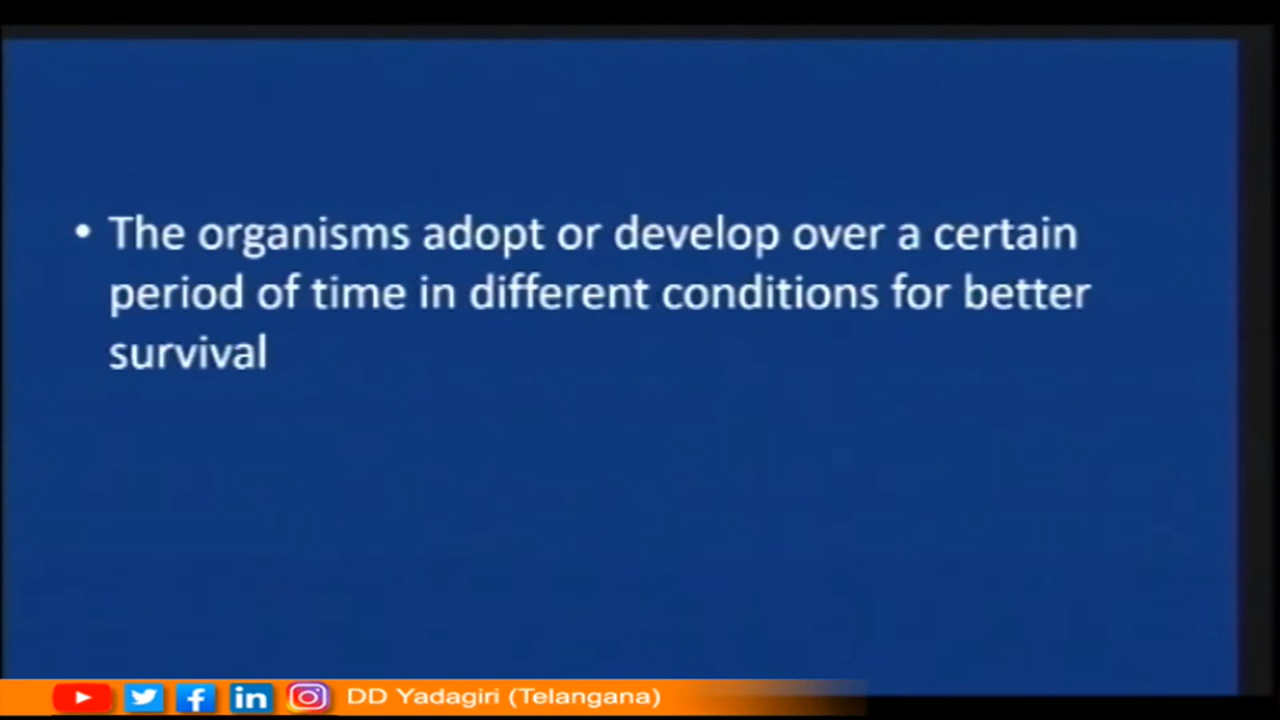 • The organisms adopt or develop over a certain
period of time in different conditions for better
survival
DD Yadagiri (Telangana)